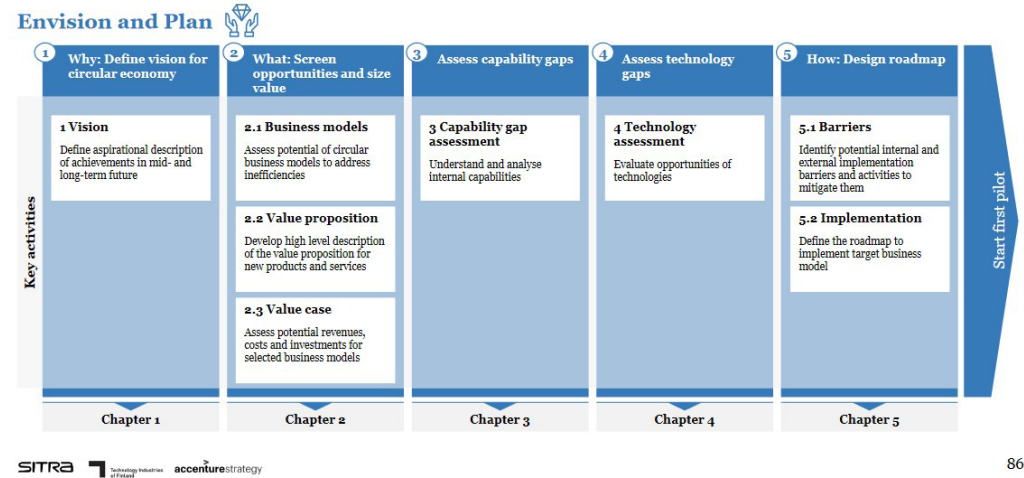 Envision and Plan
1
Why: Define vision for
circular economy
2
What: Screen
opportunities and size
value
3
Assess capability gaps
4
Assess technology
gaps
5
How: Design roadmap
Key activities
1 Vision
Define aspirational description
of achievements in mid- and
long-term future
2.1 Business models
Assess potential of circular
business models to address
inefficiencies
2.2 Value proposition
Develop high level description
of the value proposition for
new products and services
2.3 Value case
Assess potential revenues,
costs and investments for
selected business models
3 Capability gap
assessment
Understand and analyse
internal capabilities
4 Technology
assessment
Evaluate opportunities of
technologies
5.1 Barriers
Identify potential internal and
external implementation
barriers and activities to
mitigate them
5.2 Implementation
Define the roadmap to
implement target business
model
Start first pilot
Chapter 1
Chapter 2
Chapter 3
Chapter 4
Chapter 5
SITRA
Technology Industries
of Finland
accenturestrategy
86